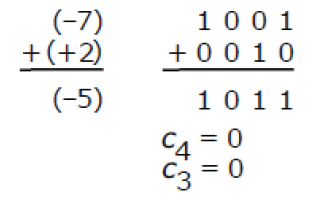 (-7) 1 0 0 1
+(+2) + 0 0 1 0
(-5) 1 0 1 1
c4 = 0
c3 = 0